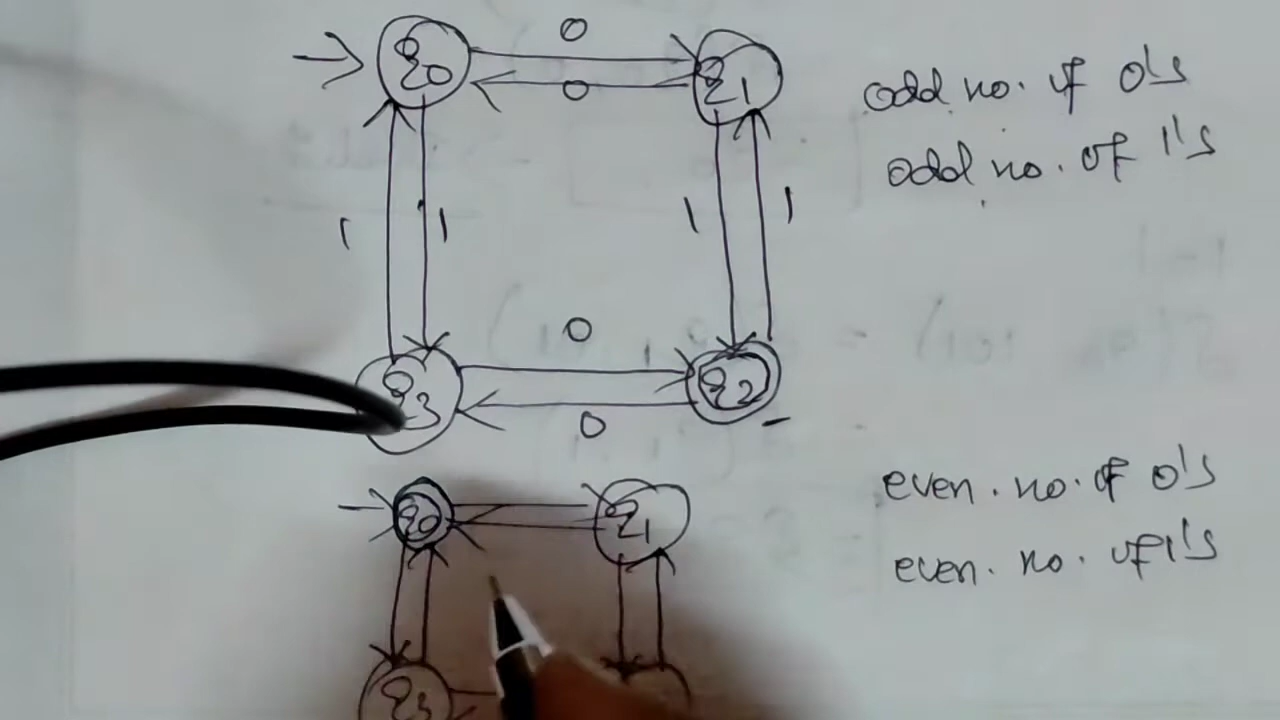 0
q0
q1
0
odd no. of 0's
odd no. of 1's
1
1
1
1
0
q3
q2
0
even. no. of 0's
q0
q1
even. no. of 1's
q3